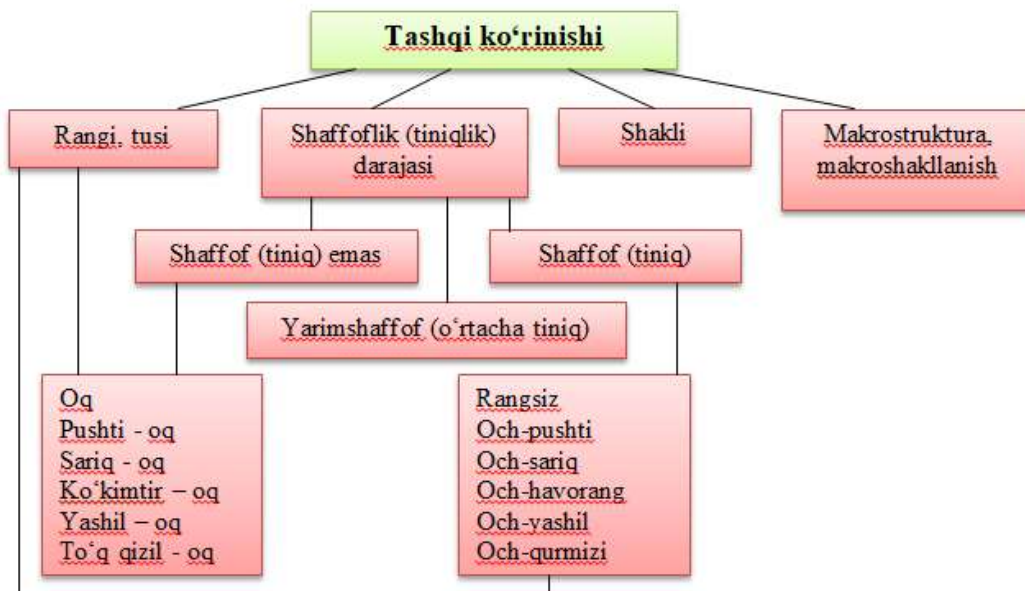 Tashqi ko‘rinishi
Rangi, tusi
Shaffoflik (tiniqlik)
darajasi
Shakli
Makrostruktura,
makroshakllanish
Shaffof (tiniq) emas
Shaffof (tiniq)
Yarimshaffof (o‘rtacha tiniq)
Oq
Pushti - oq
Sariq - oq
Ko‘kimtir – oq
Yashil – oq
To‘q qizil - oq
Rangsiz
Och-pushti
Och-sariq
Och-havorang
Och-yashil
Och-qurmizi